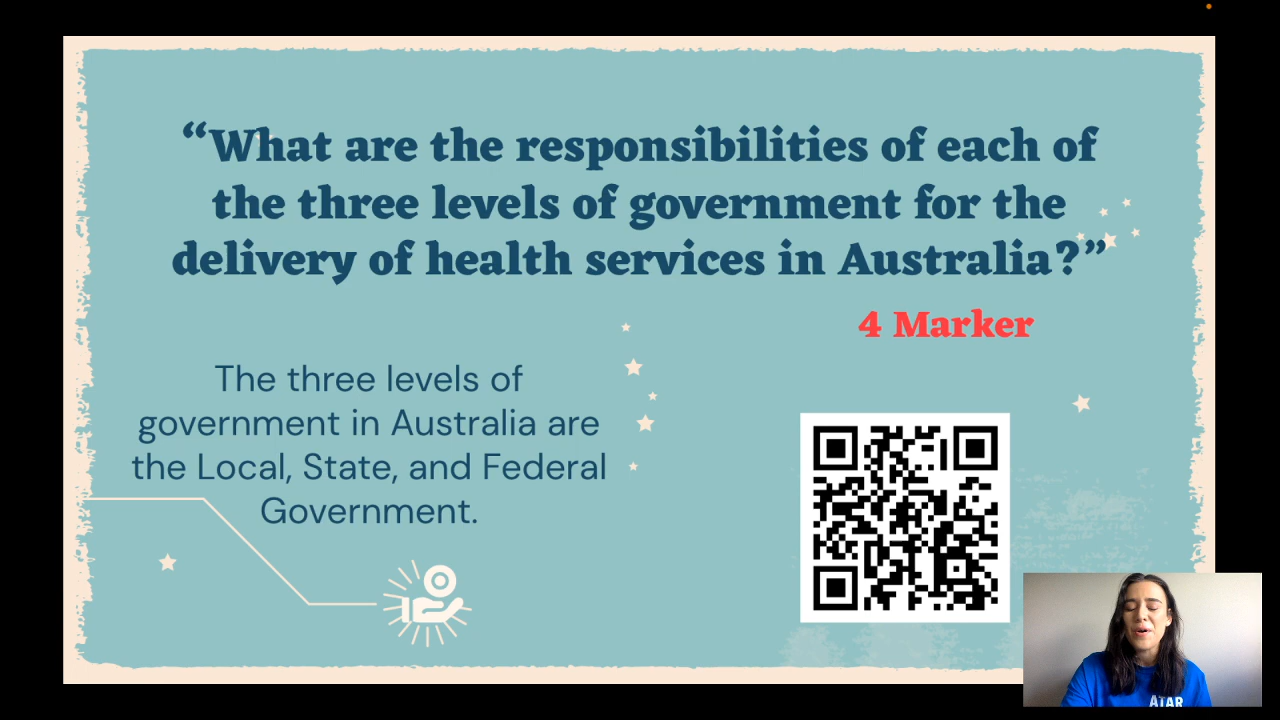 “What are the responsibilities of each of
the three levels of government for the
delivery of health services in Australia?”
4 Marker
The three levels of
government in Australia are
the Local, State, and Federal
Government.
ATAR